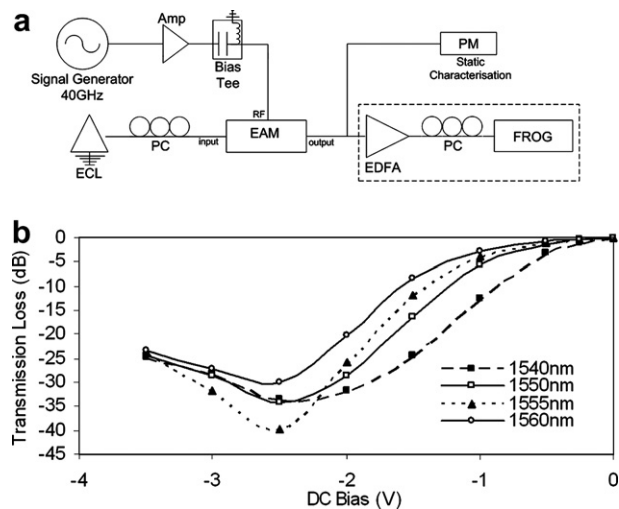 a
Amp
Signal Generator
40GHz
Bias
Tee
PM
Static
Characterisation
RF
ECL
PC
input
EAM
output
EDFA
PC
FROG
b
Transmission Loss (dB)
0
-5
-10
-15
-20
-25
-30
-35
-40
-45
1540nm
1550nm
1555nm
1560nm
-4
-3
-2
-1
0
DC Bias (V)